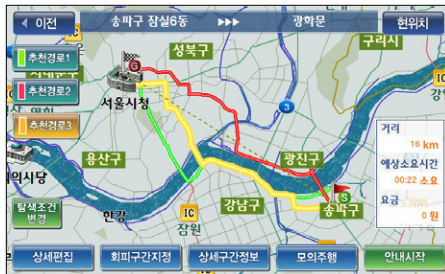 이전
송파구 잠실6동 ▶▶▶ 광화문
현위치
추천경로1
성북구
구리시
G
추천경로2
서울시청
3
추천경로3
거리
16 km
용산구
광진구
예상소요시간
00:22 소요
의사당
S
탐색조건
변경
한강
강남구
송파구
요금
0 원
IC
잠원
IC
상세편집
회피구간지정
상세구간정보
모의주행
안내시작